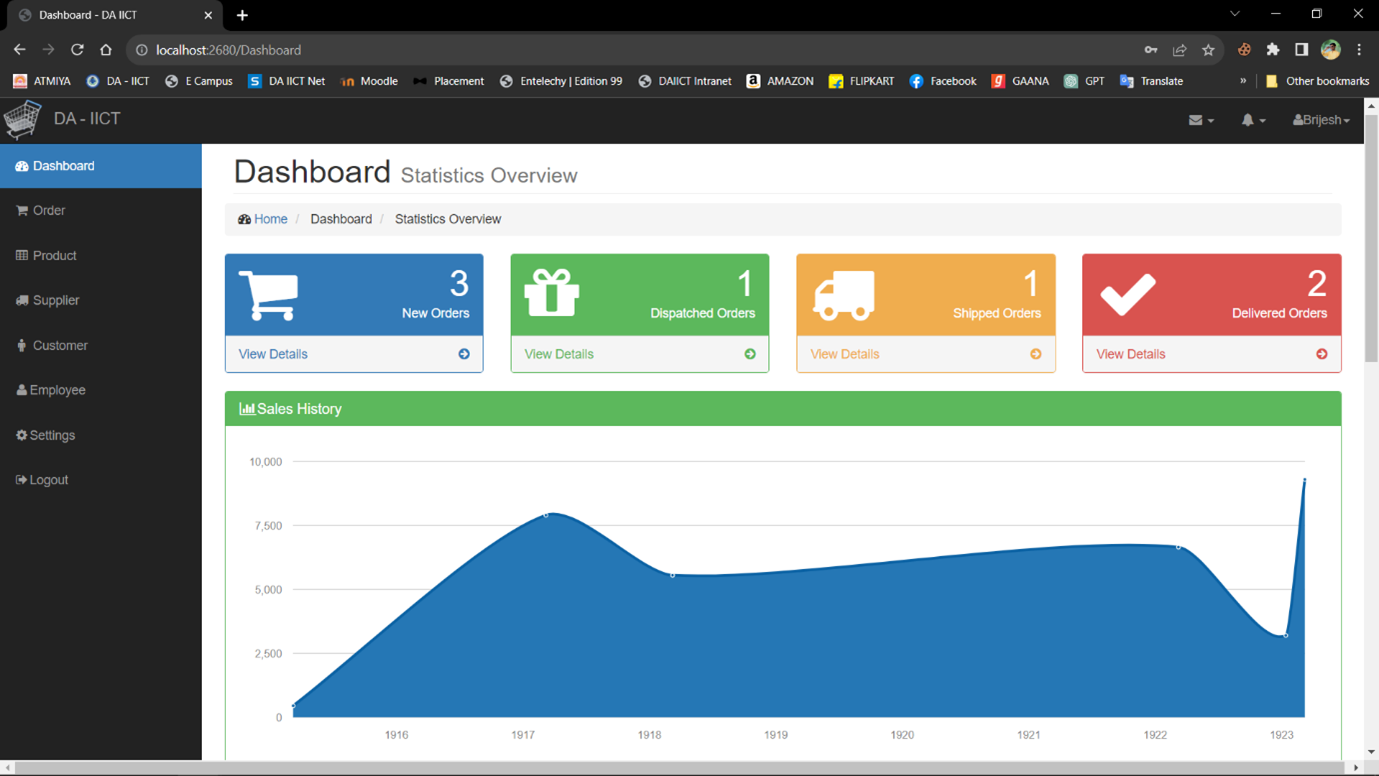 Dashboard - DA IICT
localhost:2680/Dashboard
ATMIYA DA - IICT E Campus DA IICT Net Moodle Placement Entelechy | Edition 99 DAIICT Intranet AMAZON FLIPKART Facebook GAANA GPT Translate » Other bookmarks
DA - IICT Brijesh
Dashboard
Order
Product
Supplier
Customer
Employee
Settings
Logout
Dashboard Statistics Overview
Home / Dashboard / Statistics Overview
3
New Orders
View Details
1
Dispatched Orders
View Details
1
Shipped Orders
View Details
2
Delivered Orders
View Details
Sales History
10,000
7,500
5,000
2,500
0
1916 1917 1918 1919 1920 1921 1922 1923